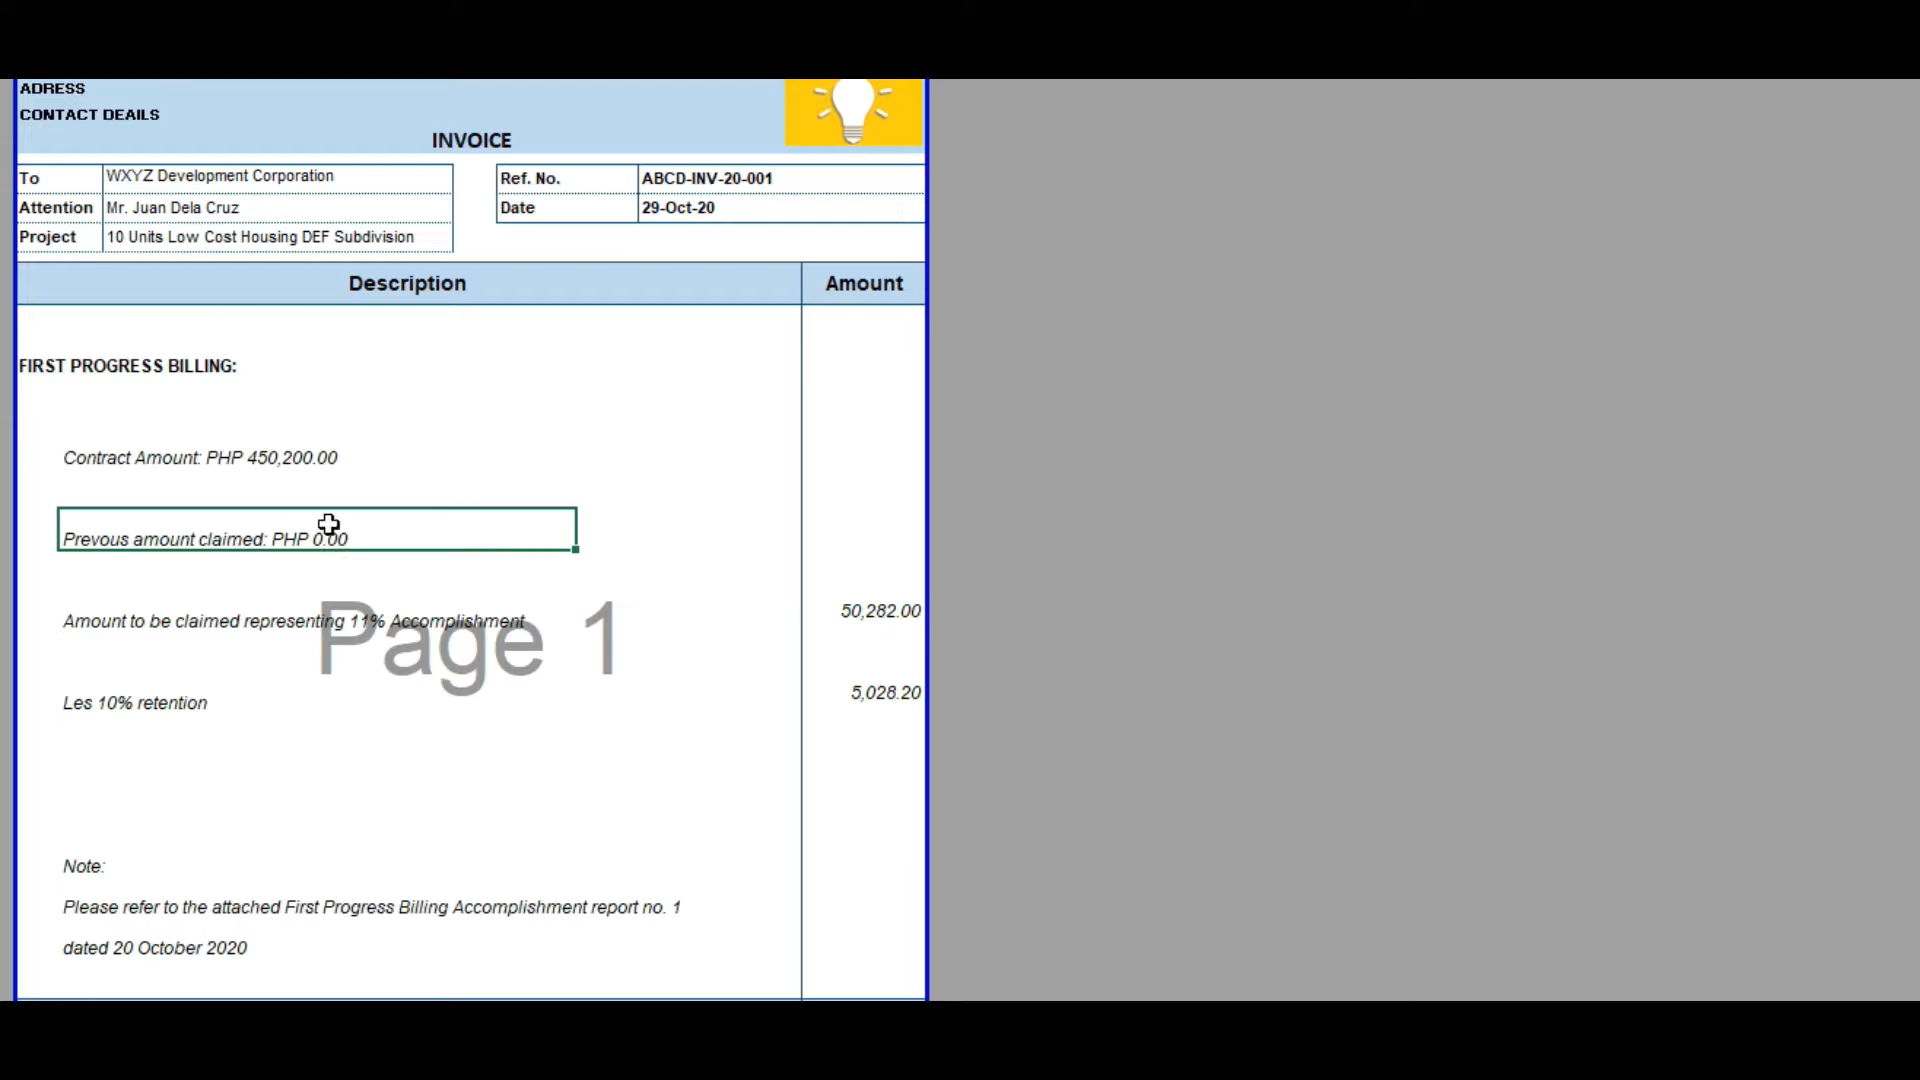 ADRESS
CONTACT DEAILS
INVOICE
To WXYZ Development Corporation
Attention Mr. Juan Dela Cruz
Project 10 Units Low Cost Housing DEF Subdivision
Ref. No. ABCD-INV-20-001
Date 29-Oct-20
Description Amount
FIRST PROGRESS BILLING:
Contract Amount: PHP 450,200.00
Prevous amount claimed: PHP 0.00
Amount to be claimed representing 11% Accomplishment 50,282.00
Page 1
Les 10% retention 5,028.20
Note:
Please refer to the attached First Progress Billing Accomplishment report no. 1
dated 20 October 2020